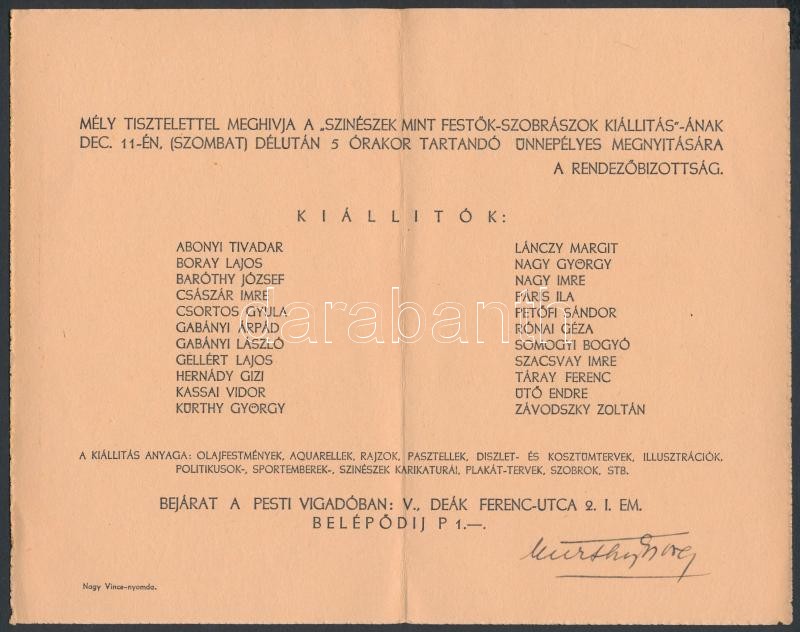 MÉLY TISZTELETTEL MEGHIVJA A „SZINÉSZEK MINT FESTŐK-SZOBRÁSZOK KIÁLLITÁS"-ÁNAK
DEC. 11-ÉN, (SZOMBAT) DÉLUTÁN 5 ÓRAKOR TARTANDÓ ÜNNEPÉLYES MEGNYITÁSÁRA
A RENDEZŐBIZOTTSÁG.
KIÁLLITÓK:
ABONYI TIVADAR
BORAY LAJOS
BARÓTHY JÓZSEF
CSÁSZÁR IMRE
CSORTOS GYULA
GABÁNYI ÁRPÁD
GABÁNYI LÁSZLÓ
GELLÉRT LAJOS
HERNÁDY GIZI
KASSAI VIDOR
KÜRTHY GYÖRGY
LÁNCZY MARGIT
NAGY GYÖRGY
NAGY IMRE
PÁRIS ILA
PETŐFI SÁNDOR
RÓNAI GÉZA
SOMOGYI BOGYÓ
SZACSVAY IMRE
TÁRAY FERENC
ÜTŐ ENDRE
ZÁVODSZKY ZOLTÁN
darabanth
A KIÁLLITÁS ANYAGA: OLAJFESTMÉNYEK, AQUARELLEK, RAJZOK, PASZTELLEK, DISZLET- ÉS KOSZTÜMTERVEK, ILLUSZTRÁCIÓK,
POLITIKUSOK-, SPORTEMBEREK-, SZINÉSZEK KARIKATURÁI, PLAKÁT-TERVEK, SZOBROK, STB.
BEJÁRAT A PESTI VIGADÓBAN: V., DEÁK FERENC-UTCA 2. I. EM.
BELÉPŐDIJ P 1.—.
Kürthy György
Nagy Vince-nyomda.